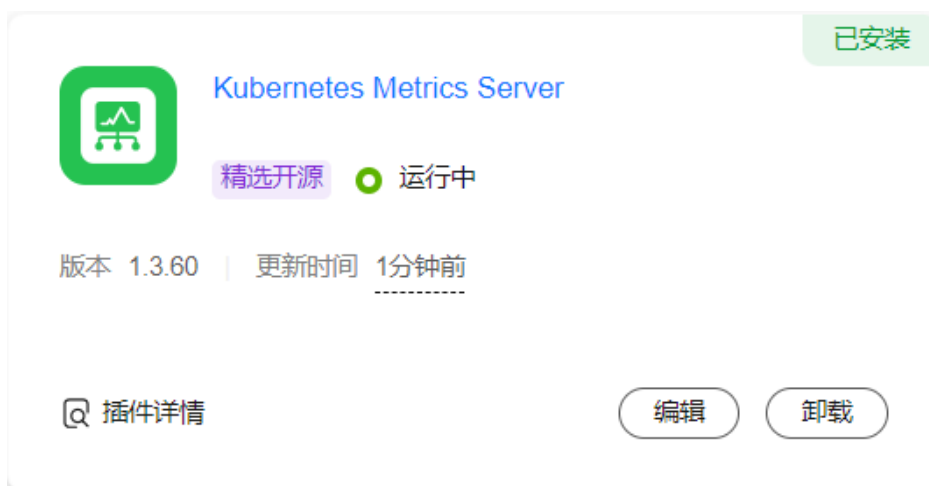 已安装
Kubernetes Metrics Server
精选开源 运行中
版本 1.3.60 更新时间 1分钟前
插件详情 编辑 卸载